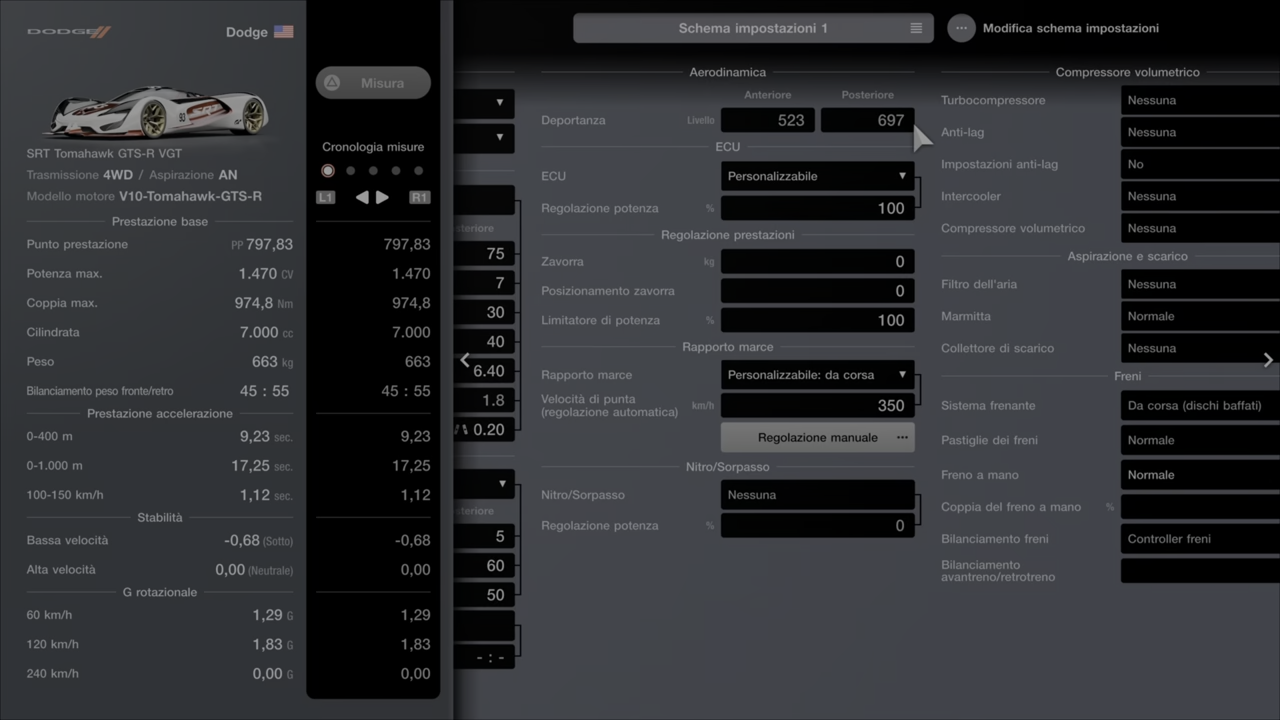 DODGE
Dodge
SRT Tomahawk GTS-R VGT
Trasmissione 4WD / Aspirazione AN
Modello motore V10-Tomahawk-GTS-R
Prestazione base
Punto prestazione PP 797,83
Potenza max. 1.470 CV
Coppia max. 974,8 Nm
Cilindrata 7.000 cc
Peso 663 kg
Bilanciamento peso fronte/retro 45 : 55
Prestazione accelerazione
0-400 m 9,23 sec.
0-1.000 m 17,25 sec.
100-150 km/h 1,12 sec.
Stabilità
Bassa velocità -0,68 (Sotto)
Alta velocità 0,00 (Neutrale)
G rotazionale
60 km/h 1,29 G
120 km/h 1,83 G
240 km/h 0,00 G
Misura
Cronologia misure
L1 R1
797,83
1.470
974,8
7.000
663
45 : 55
9,23
17,25
1,12
-0,68
0,00
1,29
1,83
0,00
75
7
30
40
6.40
1.8
0.20
5
60
50
- : -
Schema impostazioni 1
Modifica schema impostazioni
Aerodinamica
Anteriore Posteriore
Deportanza Livello 523 697
ECU
ECU Personalizzabile
Regolazione potenza % 100
Regolazione prestazioni
Zavorra kg 0
Posizionamento zavorra 0
Limitatore di potenza % 100
Rapporto marce
Rapporto marce Personalizzabile: da corsa
Velocità di punta
(regolazione automatica) km/h 350
Regolazione manuale
Nitro/Sorpasso
Nitro/Sorpasso Nessuna
Regolazione potenza % 0
Compressore volumetrico
Turbocompressore Nessuna
Anti-lag Nessuna
Impostazioni anti-lag No
Intercooler Nessuna
Compressore volumetrico Nessuna
Aspirazione e scarico
Filtro dell'aria Nessuna
Marmitta Normale
Collettore di scarico Nessuna
Freni
Sistema frenante Da corsa (dischi baffati)
Pastiglie dei freni Normale
Freno a mano Normale
Coppia del freno a mano %
Bilanciamento freni Controller freni
Bilanciamento
avantreno/retrotreno